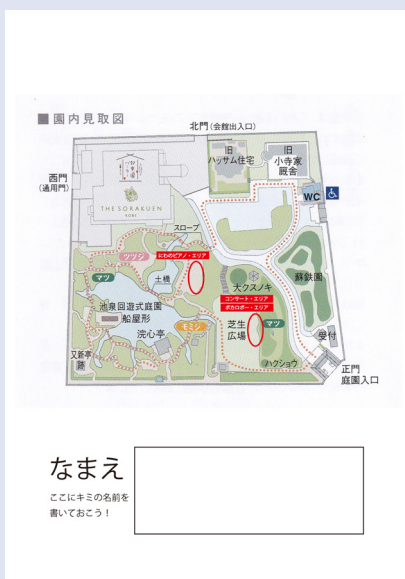 ■園内見取図
北門(会館出入口)
旧
ハッサム住宅
旧
小寺家
厩舎
西門
(通用門)
THE SORAKUEN
KOBE
WC
スロープ
ツツジ
にわのピアノ・エリア
マツ
土橋
大クスノキ
蘇鉄園
コンサート・エリア
ポカロボー・エリア
池泉回遊式庭園
船屋形
モミジ
芝生
広場
マツ
浣心亭
受付
又新亭
跡
ハクショウ
正門
庭園入口
なまえ
ここにキミの名前を
書いておこう！